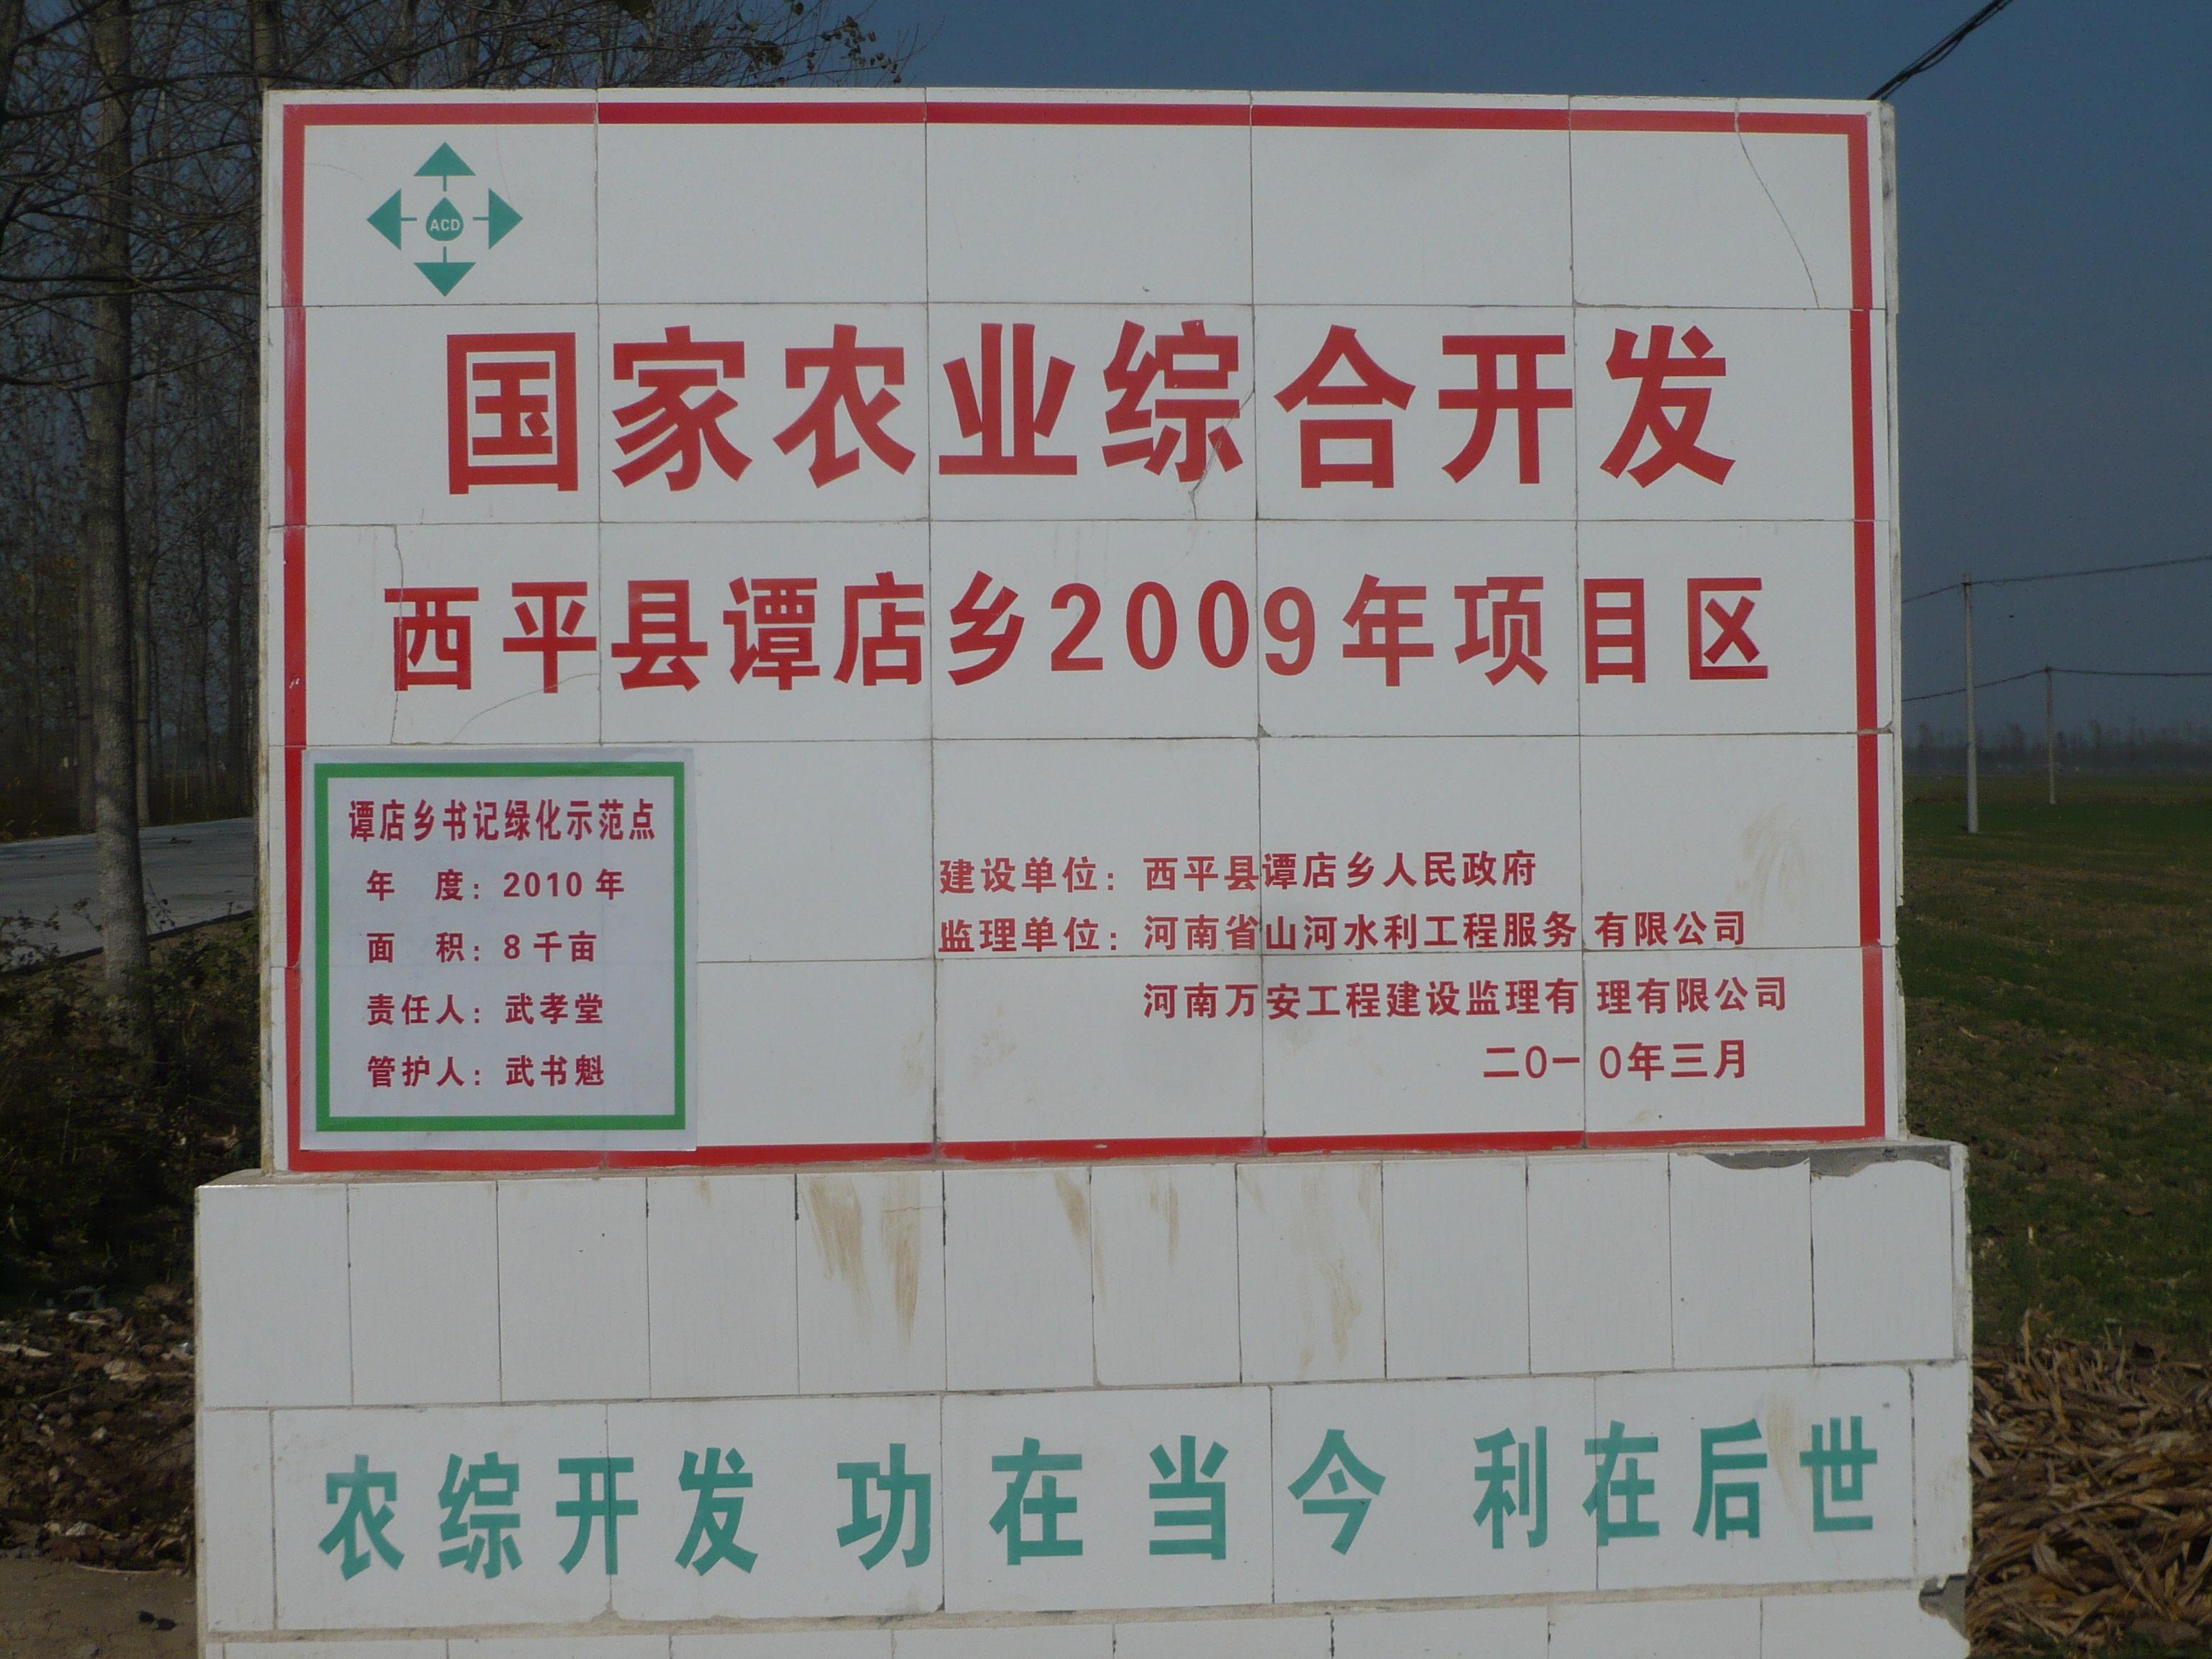 ACD
国家农业综合开发
西平县谭店乡2009年项目区
谭店乡书记绿化示范点
年 度：2010年
面 积：8千亩
责任人：武孝堂
管护人：武书魁
建设单位：西平县谭店乡人民政府
监理单位：河南省山河水利工程服务有限公司
河南万安工程建设监理有理有限公司
二〇一〇年三月
农综开发 功在当今 利在后世